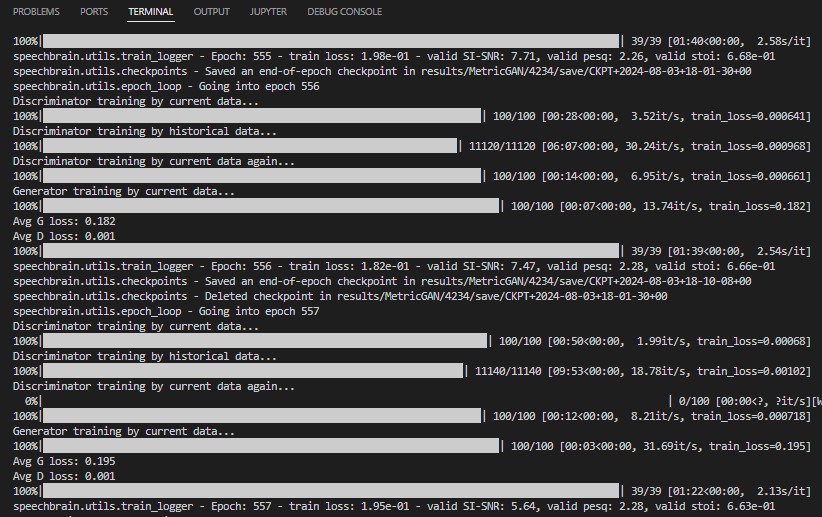 PROBLEMS PORTS TERMINAL OUTPUT JUPYTER DEBUG CONSOLE
100%| | 39/39 [01:40<00:00, 2.58s/it]
speechbrain.utils.train_logger - Epoch: 555 - train loss: 1.98e-01 - valid SI-SNR: 7.71, valid pesq: 2.26, valid stoi: 6.68e-01
speechbrain.utils.checkpoints - Saved an end-of-epoch checkpoint in results/MetricGAN/4234/save/CKPT+2024-08-03+18-01-30+00
speechbrain.utils.epoch_loop - Going into epoch 556
Discriminator training by current data...
100%| | 100/100 [00:28<00:00, 3.52it/s, train_loss=0.000641]
Discriminator training by historical data...
100%| | 11120/11120 [06:07<00:00, 30.24it/s, train_loss=0.000968]
Discriminator training by current data again...
100%| | 100/100 [00:14<00:00, 6.95it/s, train_loss=0.000661]
Generator training by current data...
100%| | 100/100 [00:07<00:00, 13.74it/s, train_loss=0.182]
Avg G loss: 0.182
Avg D loss: 0.001
100%| | 39/39 [01:39<00:00, 2.54s/it]
speechbrain.utils.train_logger - Epoch: 556 - train loss: 1.82e-01 - valid SI-SNR: 7.47, valid pesq: 2.28, valid stoi: 6.66e-01
speechbrain.utils.checkpoints - Saved an end-of-epoch checkpoint in results/MetricGAN/4234/save/CKPT+2024-08-03+18-10-08+00
speechbrain.utils.checkpoints - Deleted checkpoint in results/MetricGAN/4234/save/CKPT+2024-08-03+18-01-30+00
speechbrain.utils.epoch_loop - Going into epoch 557
Discriminator training by current data...
100%| | 100/100 [00:50<00:00, 1.99it/s, train_loss=0.00068]
Discriminator training by historical data...
100%| | 11140/11140 [09:53<00:00, 18.78it/s, train_loss=0.00102]
Discriminator training by current data again...
0%| | 0/100 [00:00<?, ?it/s][W
100%| | 100/100 [00:12<00:00, 8.21it/s, train_loss=0.000718]
Generator training by current data...
100%| | 100/100 [00:03<00:00, 31.69it/s, train_loss=0.195]
Avg G loss: 0.195
Avg D loss: 0.001
100%| | 39/39 [01:22<00:00, 2.13s/it]
speechbrain.utils.train_logger - Epoch: 557 - train loss: 1.95e-01 - valid SI-SNR: 5.64, valid pesq: 2.28, valid stoi: 6.63e-01